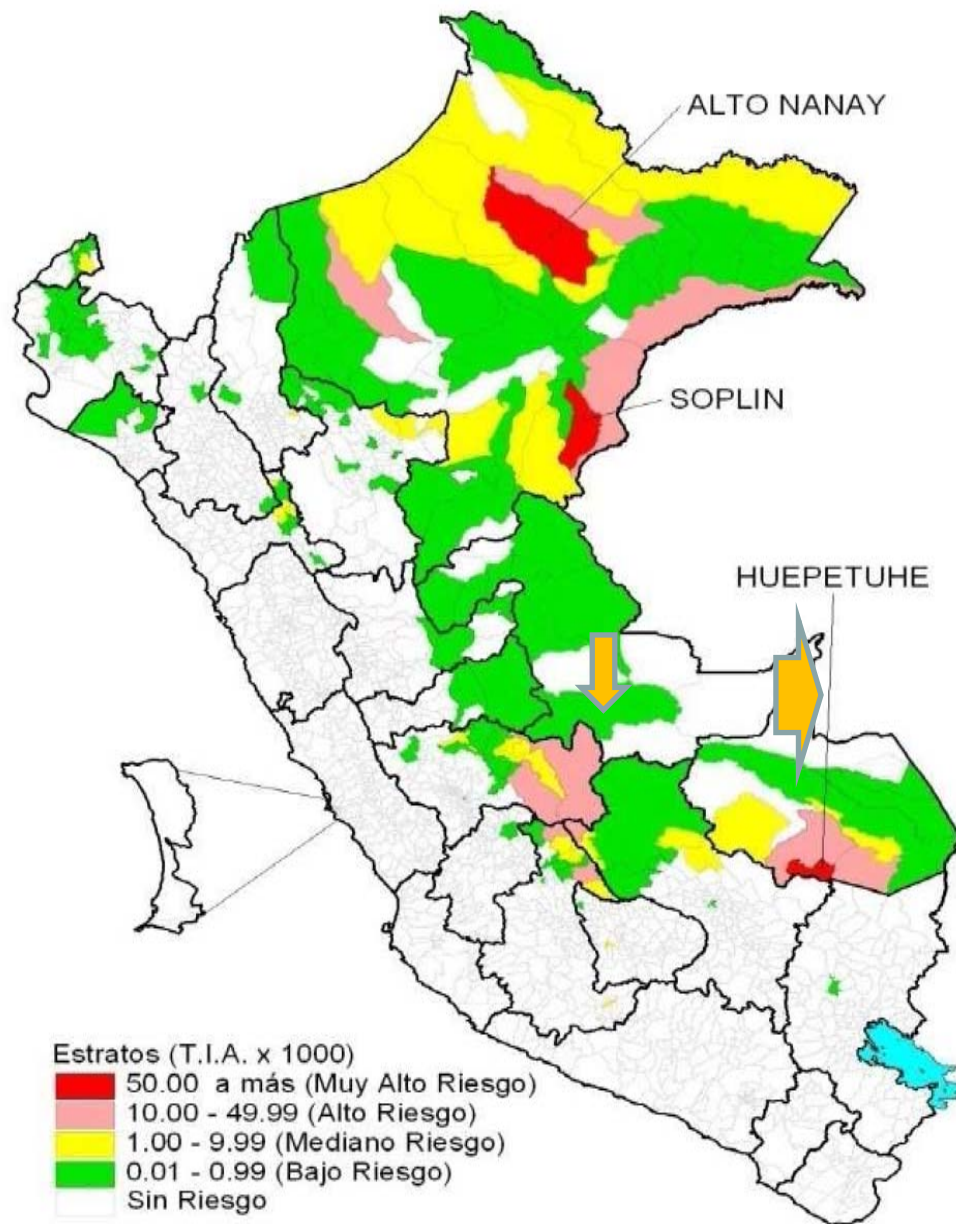 ALTO NANAY
SOPLIN
HUEPETUHE
Estratos (T.I.A. x 1000)
50.00 a más (Muy Alto Riesgo)
10.00 - 49.99 (Alto Riesgo)
1.00 - 9.99 (Mediano Riesgo)
0.01 - 0.99 (Bajo Riesgo)
Sin Riesgo